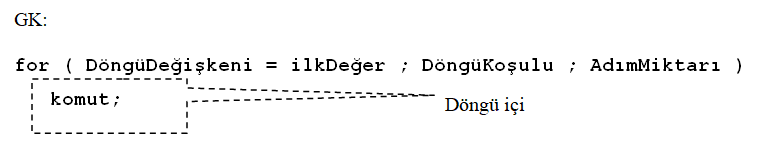 GK:
for ( DöngüDeğişkeni = ilkDeğer ; DöngüKoşulu ; AdımMiktarı )
komut;
Döngü içi